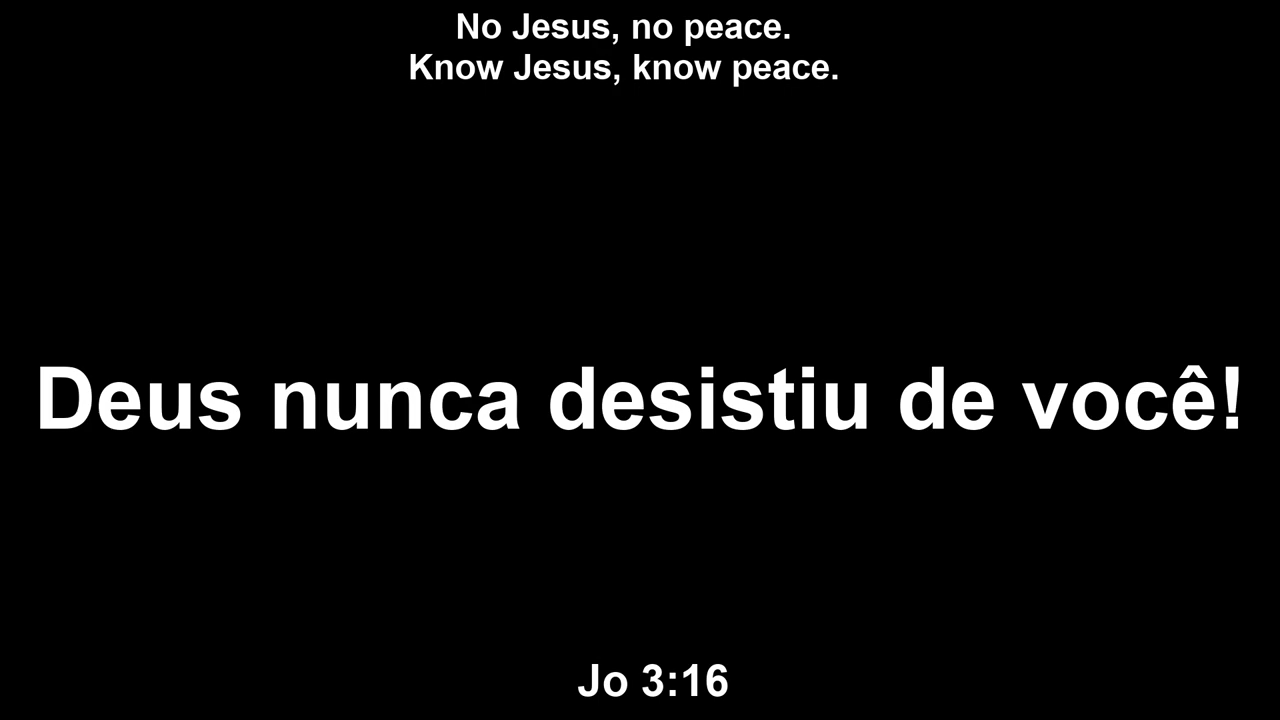 No Jesus, no peace.
Know Jesus, know peace.
Deus nunca desistiu de você!
Jo 3:16